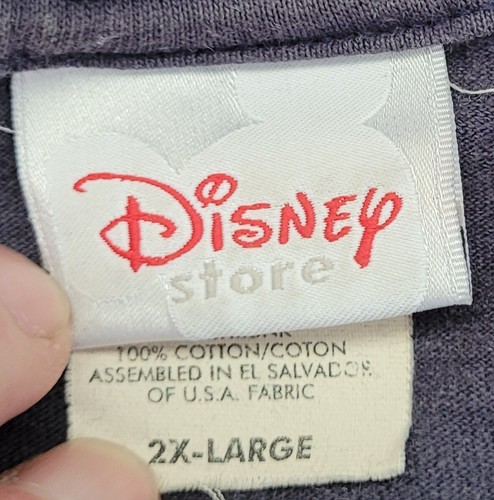 Disney
store
100% COTTON/COTON
ASSEMBLED IN EL SALVADOR
OF U.S.A. FABRIC
2X-LARGE